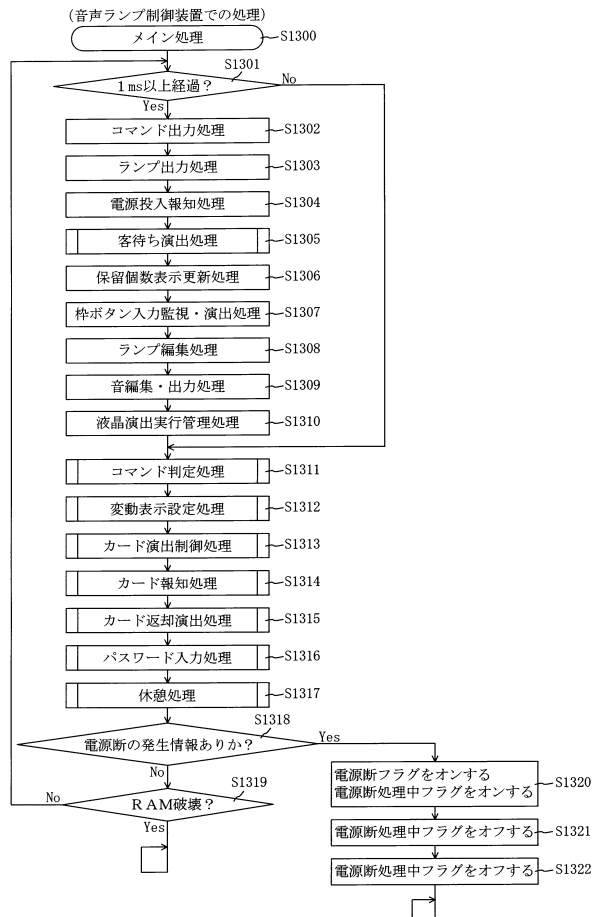 (音声ランプ制御装置での処理)
メイン処理
S1300
S1301
1ms以上経過？
No
Yes
コマンド出力処理
S1302
ランプ出力処理
S1303
電源投入報知処理
S1304
客待ち演出処理
S1305
保留個数表示更新処理
S1306
枠ボタン入力監視・演出処理
S1307
ランプ編集処理
S1308
音編集・出力処理
S1309
液晶演出実行管理処理
S1310
コマンド判定処理
S1311
変動表示設定処理
S1312
カード演出制御処理
S1313
カード報知処理
S1314
カード返却演出処理
S1315
パスワード入力処理
S1316
休憩処理
S1317
S1318
電源断の発生情報ありか？
Yes
No
S1319
RAM破壊？
No
Yes
電源断フラグをオンする
電源断処理中フラグをオンする
S1320
電源断処理中フラグをオフする
S1321
電源断処理中フラグをオフする
S1322